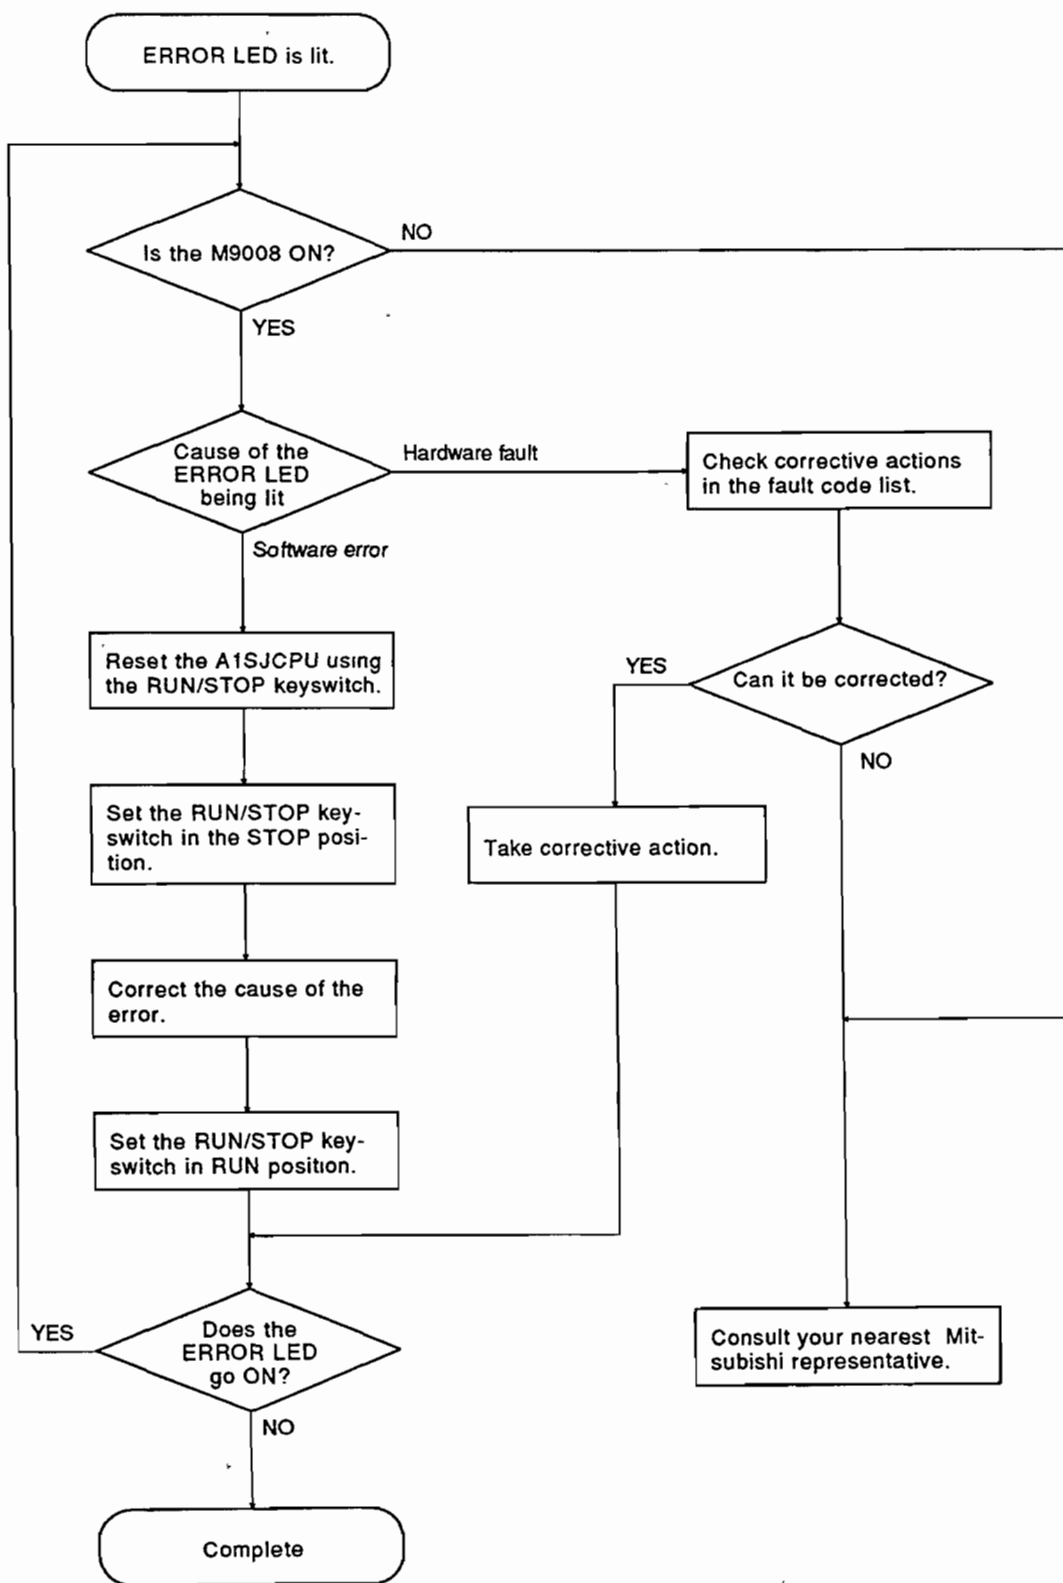 ERROR LED is lit.
Is the M9008 ON?
NO
YES
Cause of the
ERROR LED
being lit
Hardware fault
Check corrective actions
in the fault code list.
Software error
Reset the A1SJCPU using
the RUN/STOP keyswitch.
YES
Can it be corrected?
NO
Set the RUN/STOP key-
switch in the STOP posi-
tion.
Take corrective action.
Correct the cause of the
error.
Set the RUN/STOP key-
switch in RUN position.
YES
Does the
ERROR LED
go ON?
NO
Consult your nearest Mit-
subishi representative.
Complete